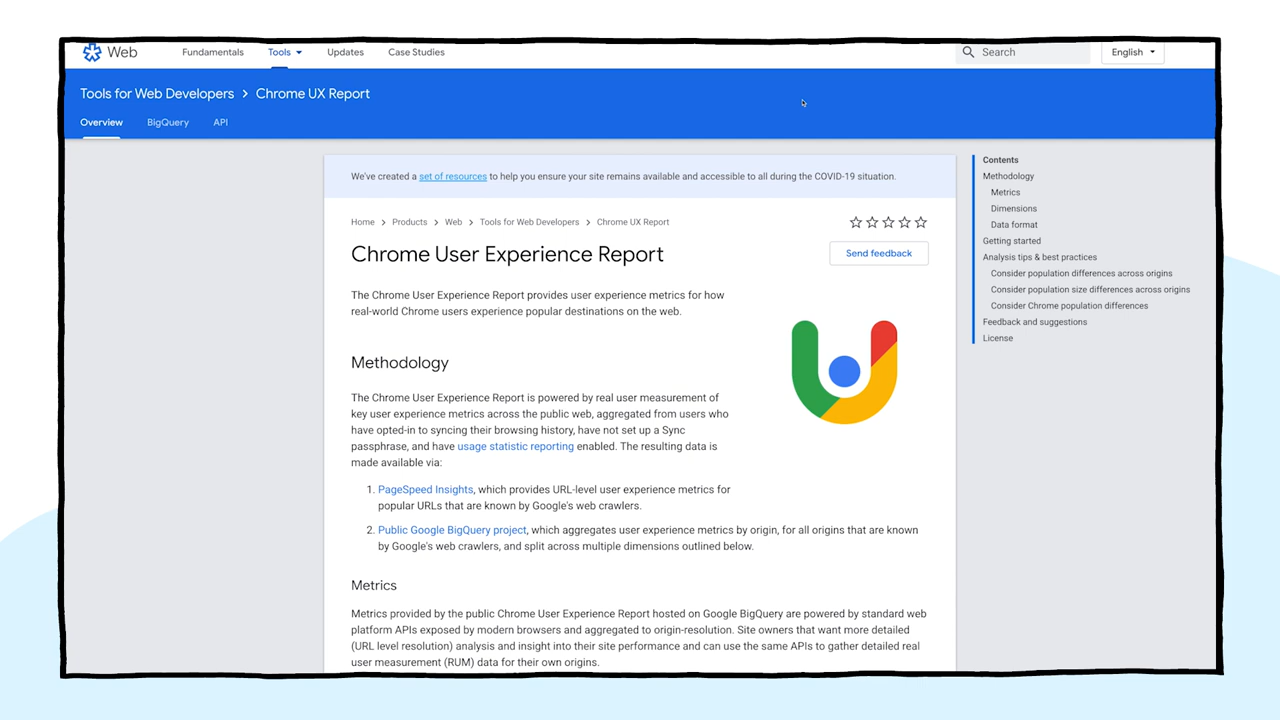 Web
Fundamentals
Tools
Updates
Case Studies
Search
English
Tools for Web Developers > Chrome UX Report
Overview
BigQuery
API
We've created a set of resources to help you ensure your site remains available and accessible to all during the COVID-19 situation.
Home > Products > Web > Tools for Web Developers > Chrome UX Report
Chrome User Experience Report
Send feedback
The Chrome User Experience Report provides user experience metrics for how
real-world Chrome users experience popular destinations on the web.
Methodology
The Chrome User Experience Report is powered by real user measurement of
key user experience metrics across the public web, aggregated from users who
have opted-in to syncing their browsing history, have not set up a Sync
passphrase, and have usage statistic reporting enabled. The resulting data is
made available via:
1. PageSpeed Insights, which provides URL-level user experience metrics for
popular URLs that are known by Google's web crawlers.
2. Public Google BigQuery project, which aggregates user experience metrics by origin, for all origins that are known
by Google's web crawlers, and split across multiple dimensions outlined below.
Metrics
Metrics provided by the public Chrome User Experience Report hosted on Google BigQuery are powered by standard web
platform APIs exposed by modern browsers and aggregated to origin-resolution. Site owners that want more detailed
(URL level resolution) analysis and insight into their site performance and can use the same APIs to gather detailed real
user measurement (RUM) data for their own origins.
Contents
Methodology
Metrics
Dimensions
Data format
Getting started
Analysis tips & best practices
Consider population differences across origins
Consider population size differences across origins
Consider Chrome population differences
Feedback and suggestions
License